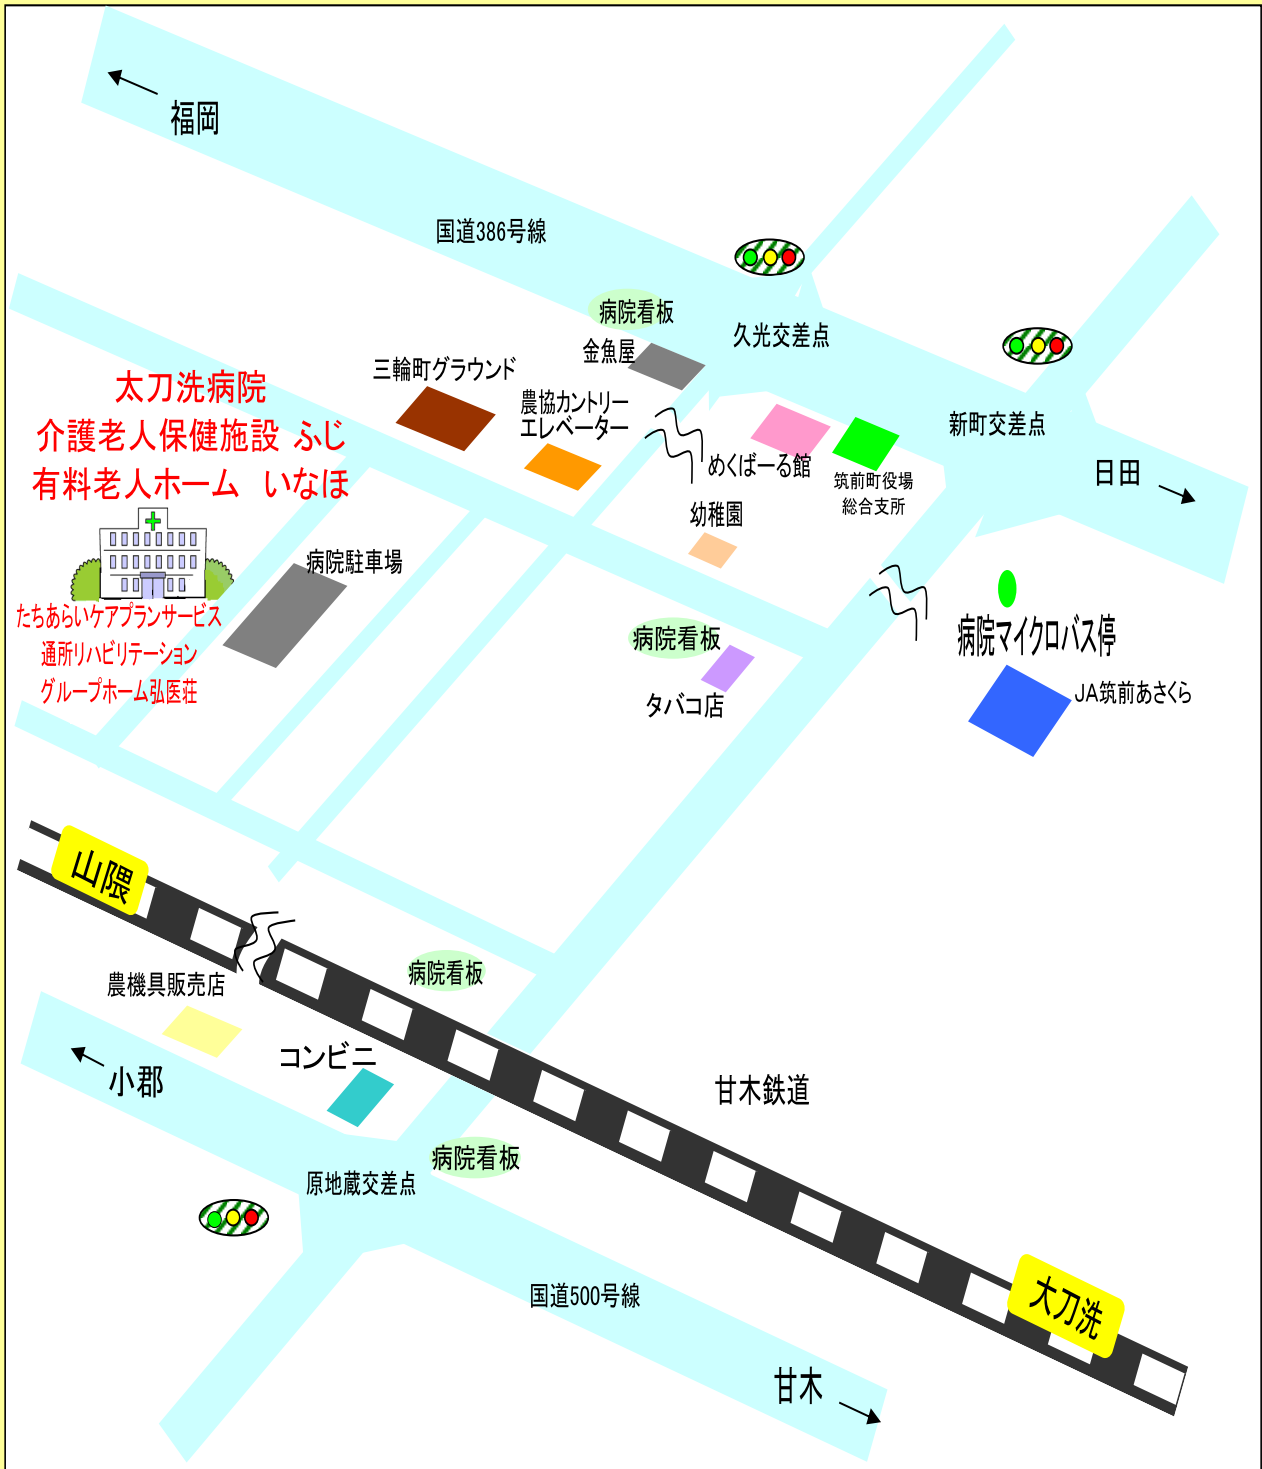 福岡
国道386号線
病院看板
金魚屋
久光交差点
三輪町グラウンド
農協カントリー
エレベーター
新町交差点
日田
めくばーる館
筑前町役場
総合支所
幼稚園
太刀洗病院
介護老人保健施設 ふじ
有料老人ホーム いなほ
病院駐車場
たちあらいケアプランサービス
通所リハビリテーション
グループホーム弘医荘
病院看板
タバコ店
病院マイクロバス停
JA筑前あさくら
山隈
農機具販売店
病院看板
小郡
コンビニ
甘木鉄道
病院看板
原地蔵交差点
国道500号線
大刀洗
甘木